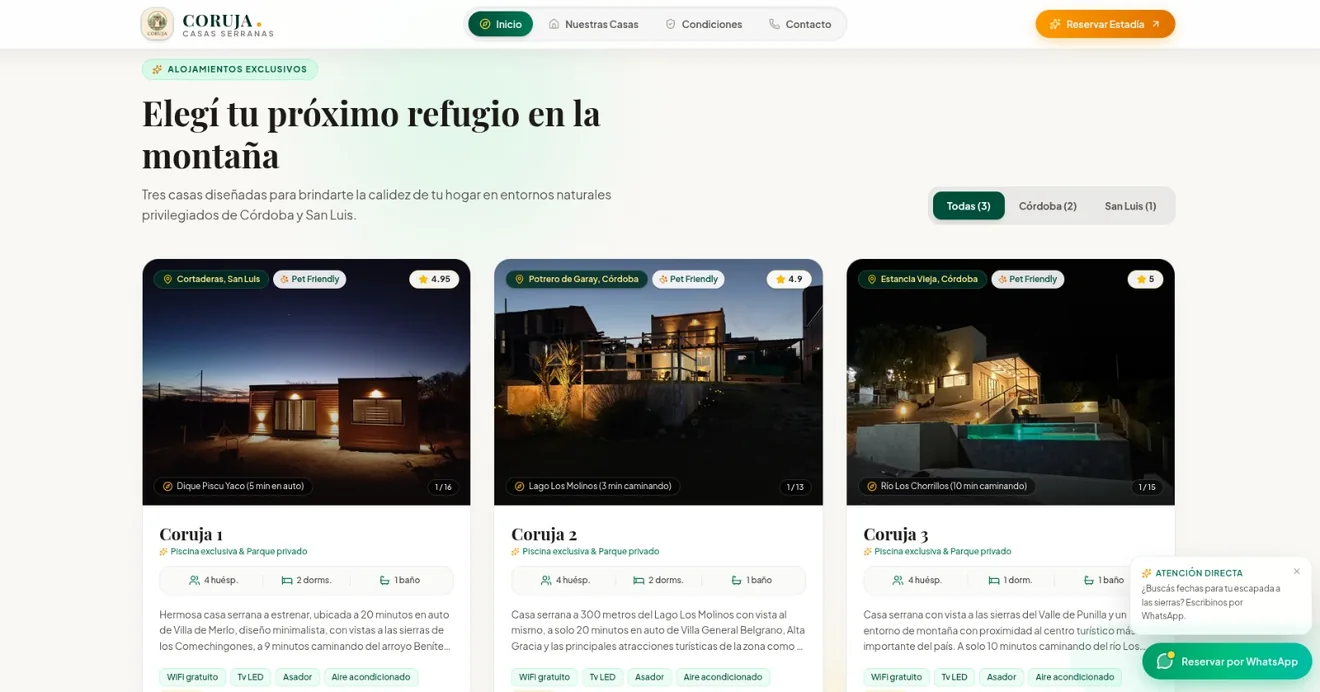 CORUJA
CASAS SERRANAS
Inicio
Nuestras Casas
Condiciones
Contacto
Reservar Estadía
ALOJAMIENTOS EXCLUSIVOS
Elegí tu próximo refugio en la
montaña
Tres casas diseñadas para brindarte la calidez de tu hogar en entornos naturales
privilegiados de Córdoba y San Luis.
Todas (3)
Córdoba (2)
San Luis (1)
Cortaderas, San Luis
Pet Friendly
4.95
Dique Piscu Yaco (5 min en auto)
1 / 16
Coruja 1
Piscina exclusiva & Parque privado
4 huésp.
2 dorms.
1 baño
Hermosa casa serrana a estrenar, ubicada a 20 minutos en auto
de Villa de Merlo, diseño minimalista, con vistas a las sierras de
los Comechingones, a 9 minutos caminando del arroyo Benite...
WiFi gratuito
Tv LED
Asador
Aire acondicionado
Potrero de Garay, Córdoba
Pet Friendly
4.9
Lago Los Molinos (3 min caminando)
1 / 13
Coruja 2
Piscina exclusiva & Parque privado
4 huésp.
2 dorms.
1 baño
Casa serrana a 300 metros del Lago Los Molinos con vista al
mismo, a solo 20 minutos en auto de Villa General Belgrano, Alta
Gracia y las principales atracciones turísticas de la zona como ...
WiFi gratuito
Tv LED
Asador
Aire acondicionado
Estancia Vieja, Córdoba
Pet Friendly
5
Río Los Chorrillos (10 min caminando)
1 / 15
Coruja 3
Piscina exclusiva & Parque privado
4 huésp.
1 dorm.
1 baño
Casa serrana con vista a las sierras del Valle de Punilla y un
entorno de montaña con proximidad al centro turístico más
importante del país. A solo 10 minutos caminando del río Los...
WiFi gratuito
Tv LED
Asador
Aire acondicionado
ATENCIÓN DIRECTA
¿Buscás fechas para tu escapada a
las sierras? Escribinos por
WhatsApp.
Reservar por WhatsApp